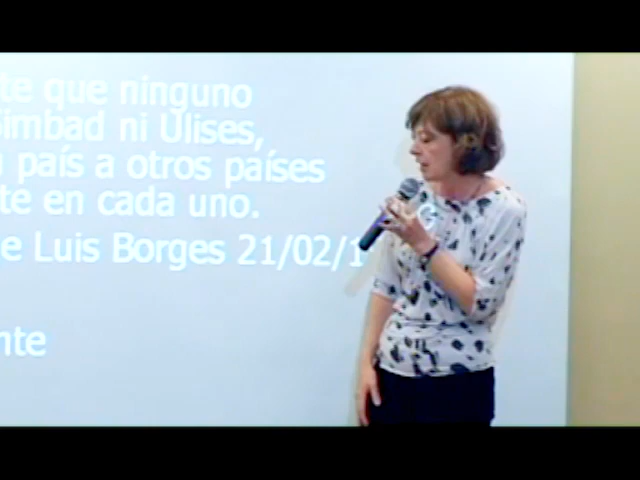 te que ninguno
Simbad ni Ulises,
país a otros países
te en cada uno.
e Luis Borges 21/02/1
nte